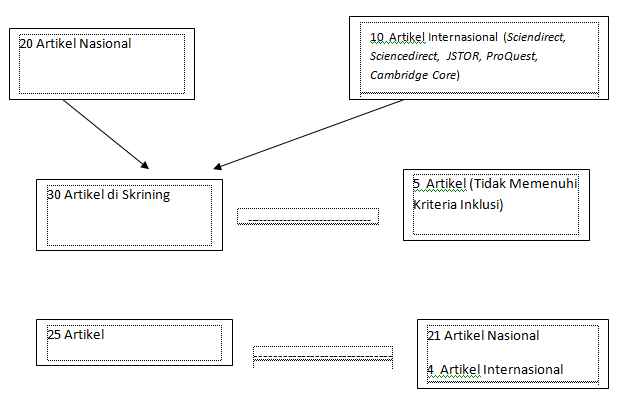 20 Artikel Nasional
10 Artikel Internasional (Sciendirect,
Sciencedirect, JSTOR, ProQuest,
Cambridge Core)
30 Artikel di Skrining
5 Artikel (Tidak Memenuhi
Kriteria Inklusi)
25 Artikel
21 Artikel Nasional
4 Artikel Internasional